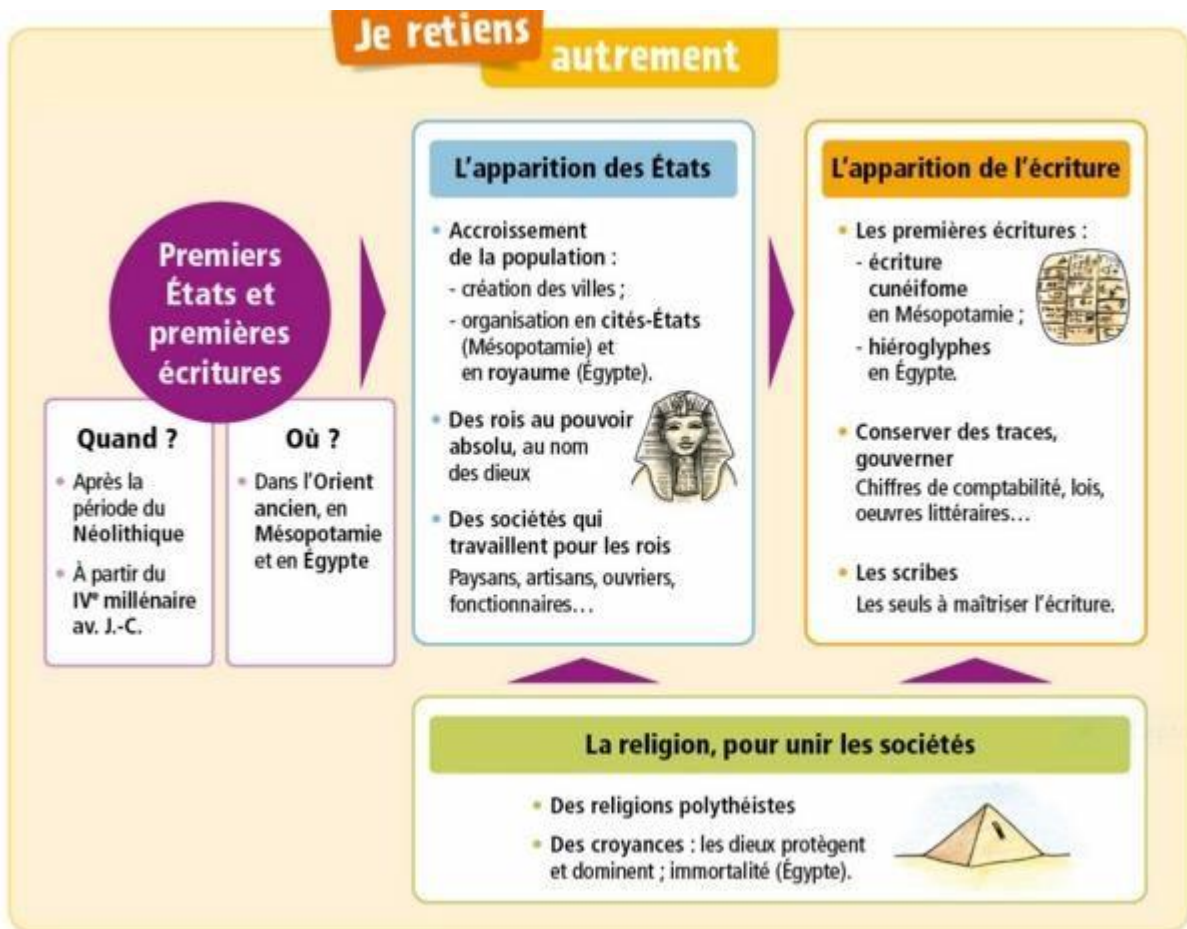 Je retiens
autrement
Premiers
États et
premières
écritures
Quand ?
• Après la
période du
Néolithique
• À partir du
IVe millénaire
av. J.-C.
Où ?
• Dans l'Orient
ancien, en
Mésopotamie
et en Égypte
L'apparition des États
• Accroissement
de la population :
- création des villes ;
- organisation en cités-États
(Mésopotamie) et
en royaume (Égypte).
• Des rois au pouvoir
absolu, au nom
des dieux
• Des sociétés qui
travaillent pour les rois
Paysans, artisans, ouvriers,
fonctionnaires…
L'apparition de l'écriture
• Les premières écritures :
- écriture
cunéifome
en Mésopotamie ;
- hiéroglyphes
en Égypte.
• Conserver des traces,
gouverner
Chiffres de comptabilité, lois,
oeuvres littéraires…
• Les scribes
Les seuls à maîtriser l'écriture.
La religion, pour unir les sociétés
• Des religions polythéistes
• Des croyances : les dieux protègent
et dominent ; immortalité (Égypte).